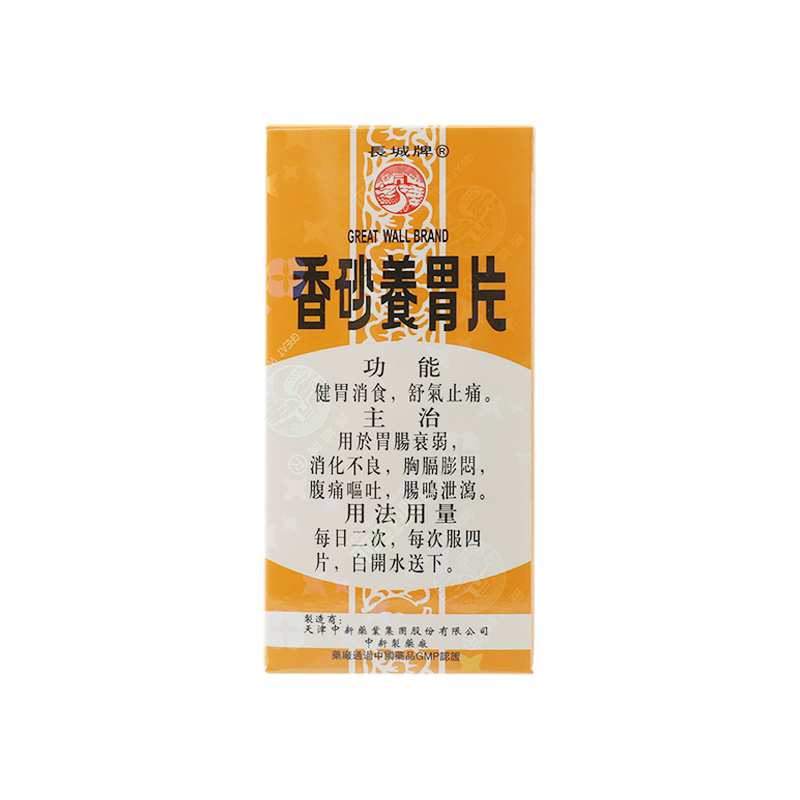 長城牌®
GREAT WALL BRAND
香砂養胃片
功能
健胃消食，舒氣止痛。
主治
用於胃腸衰弱，
消化不良，胸膈膨悶，
腹痛嘔吐，腸鳴泄瀉。
用法用量
每日二次，每次服四
片，白開水送下。
製造商：
天津中新藥業集團股份有限公司
中新製藥廠
藥廠通過中國藥品GMP認證